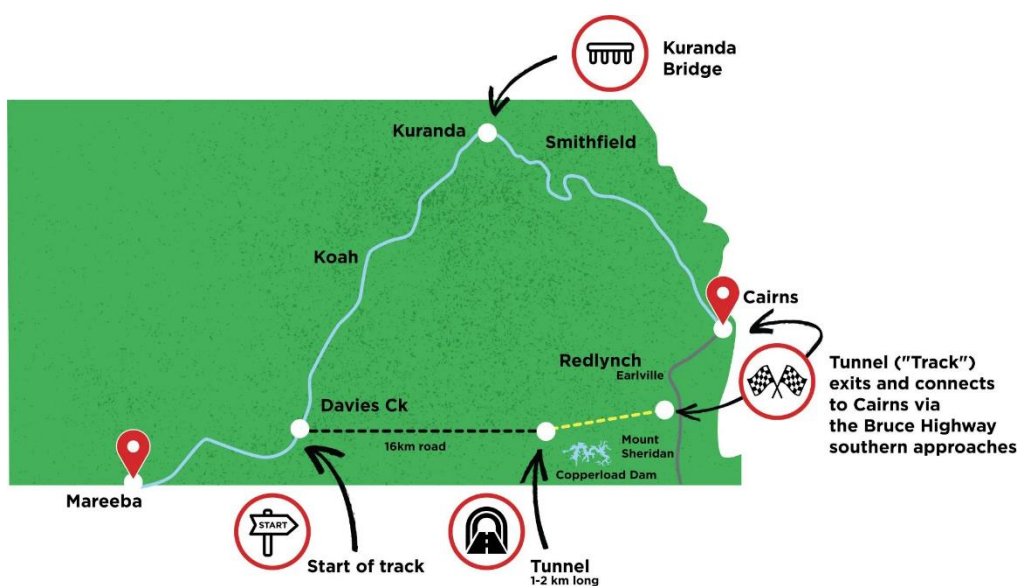 Kuranda
Bridge
Kuranda
Smithfield
Koah
Cairns
Redlynch
Earlville
Tunnel ("Track")
exits and connects
to Cairns via
the Bruce Highway
southern approaches
Davies Ck
16km road
Mount
Sheridan
Copperload Dam
Mareeba
START
Start of track
Tunnel
1-2 km long